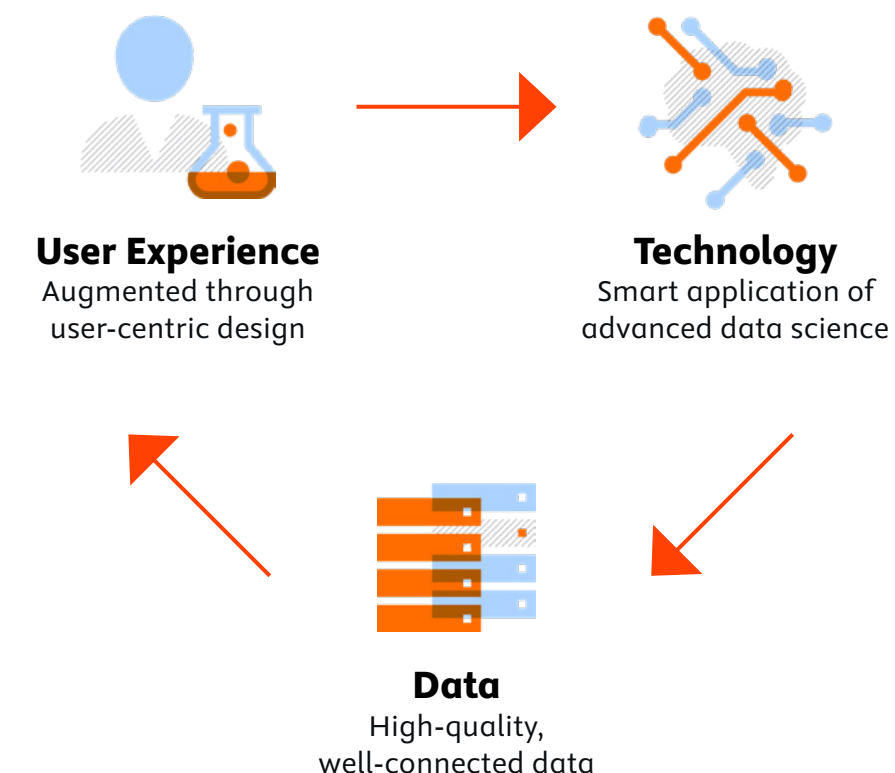 User Experience
Augmented through
user-centric design
Technology
Smart application of
advanced data science
Data
High-quality,
well-connected data